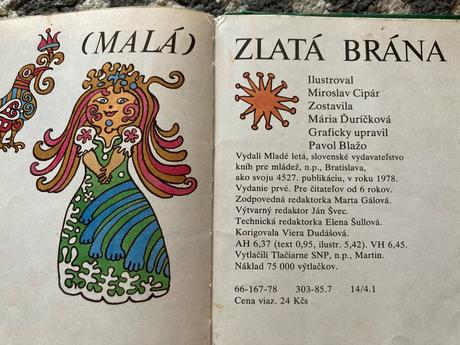 (MALÁ)
ZLATÁ BRÁNA
Ilustroval
Miroslav Cipár
Zostavila
Mária Ďuríčková
Graficky upravil
Pavol Blažo
Vydali Mladé letá, slovenské vydavateľstvo
kníh pre mládež, n.p., Bratislava,
ako svoju 4527. publikáciu, v roku 1978.
Vydanie prvé. Pre čitateľov od 6 rokov.
Zodpovedná redaktorka Marta Gálová.
Výtvarný redaktor Ján Švec.
Technická redaktorka Elena Šullová.
Korigovala Viera Dudášová.
AH 6,37 (text 0,95, ilustr. 5,42). VH 6,45.
Vytlačili Tlačiarne SNP, n.p., Martin.
Náklad 75 000 výtlačkov.
66-167-78 303-85.7 14/4.1
Cena viaz. 24 Kčs